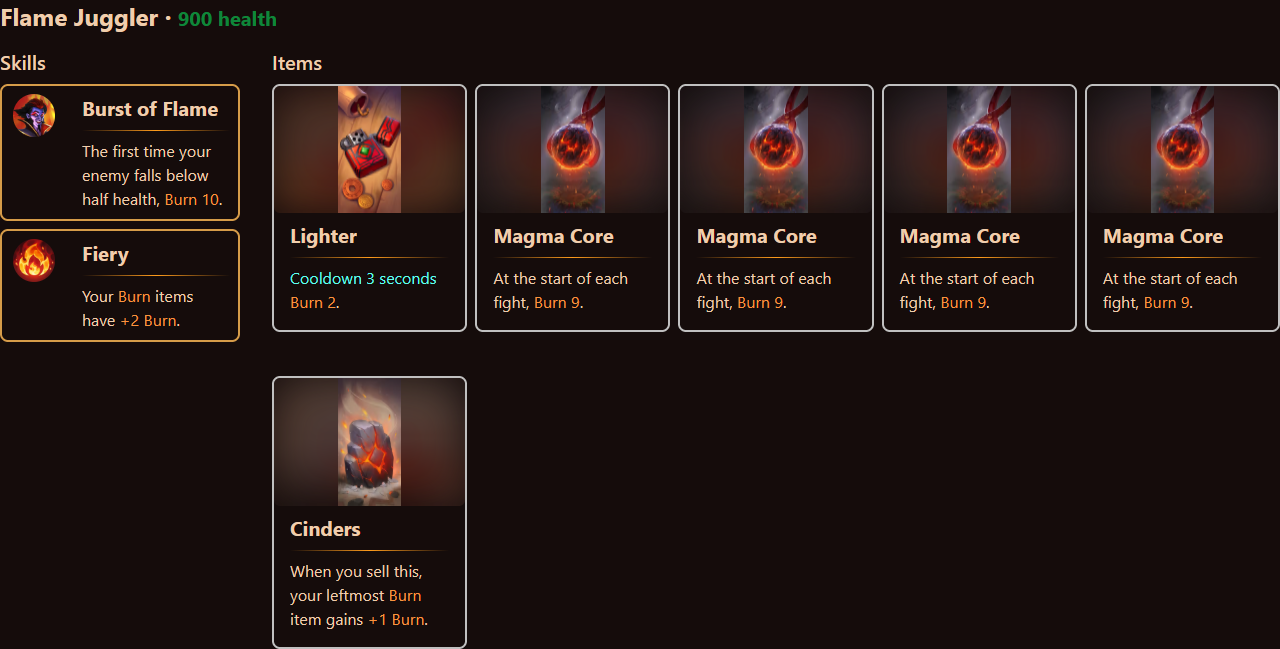 Flame Juggler · 900 health
Skills
Burst of Flame
The first time your
enemy falls below
half health, Burn 10.
Fiery
Your Burn items
have +2 Burn.
Items
Lighter
Cooldown 3 seconds
Burn 2.
Magma Core
At the start of each
fight, Burn 9.
Magma Core
At the start of each
fight, Burn 9.
Magma Core
At the start of each
fight, Burn 9.
Magma Core
At the start of each
fight, Burn 9.
Cinders
When you sell this,
your leftmost Burn
item gains +1 Burn.